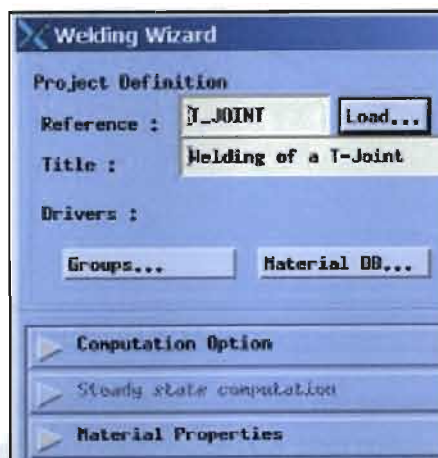 Welding Wizard
Project Definition
Reference : T_JOINT Load...
Title : Welding of a T-Joint
Drivers :
Groups... Material DB...
Computation Option
Steady state computation
Material Properties